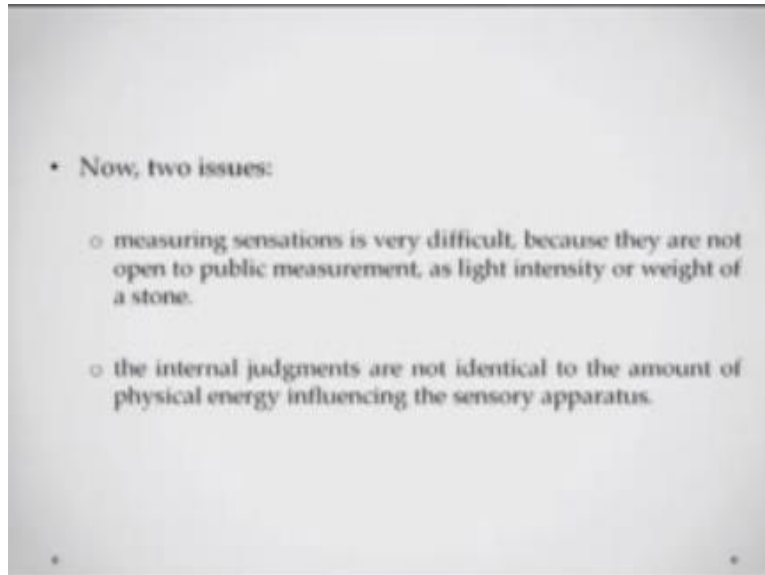 • Now, two issues:
o measuring sensations is very difficult, because they are not
open to public measurement, as light intensity or weight of
a stone.
o the internal judgments are not identical to the amount of
physical energy influencing the sensory apparatus.